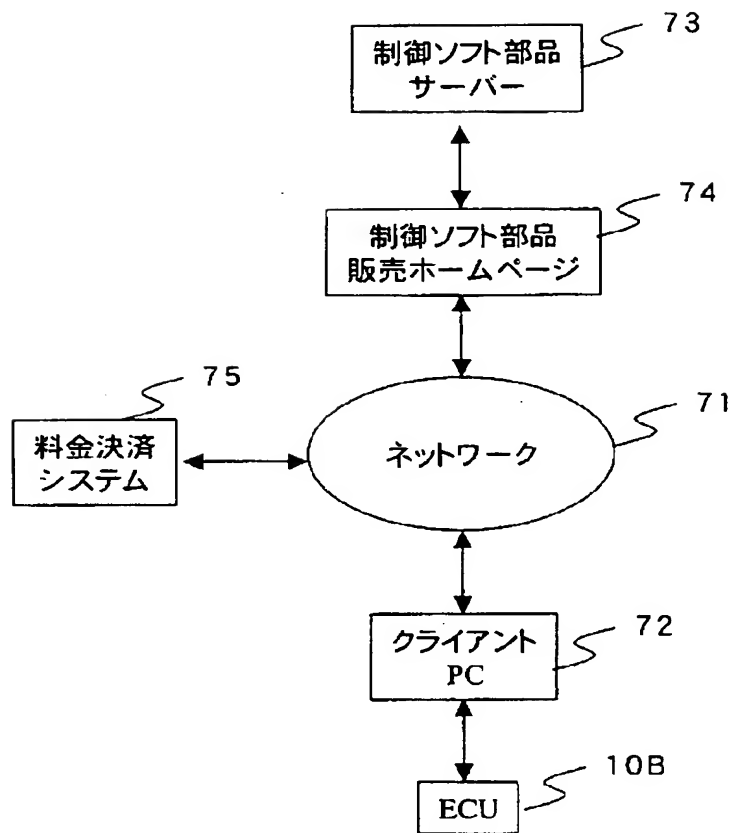 73
制御ソフト部品
サーバー
74
制御ソフト部品
販売ホームページ
75
料金決済
システム
71
ネットワーク
72
クライアント
PC
10B
ECU